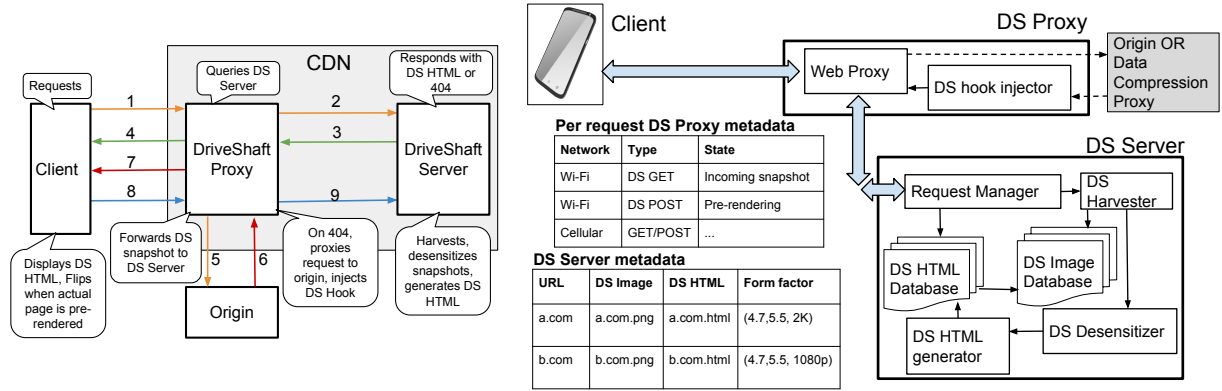 CDN
Requests
Queries DS
Server
Responds with
DS HTML or
404
1
2
4
3
7
8
9
Client
DriveShaft
Proxy
DriveShaft
Server
Displays DS
HTML, Flips
when actual
page is pre-
rendered
Forwards DS
snapshot to
DS Server
5
6
On 404,
proxies
request to
origin, injects
DS Hook
Harvests,
desensitizes
snapshots,
generates DS
HTML
Origin
Client
DS Proxy
Web Proxy
DS hook injector
Origin OR
Data
Compression
Proxy
Per request DS Proxy metadata
Network Type State
Wi-Fi DS GET Incoming snapshot
Wi-Fi DS POST Pre-rendering
Cellular GET/POST ...
DS Server metadata
URL DS Image DS HTML Form factor
a.com a.com.png a.com.html (4.7,5.5, 2K)
b.com b.com.png b.com.html (4.7,5.5, 1080p)
DS Server
Request Manager
DS
Harvester
DS HTML
Database
DS Image
Database
DS HTML
generator
DS Desensitizer